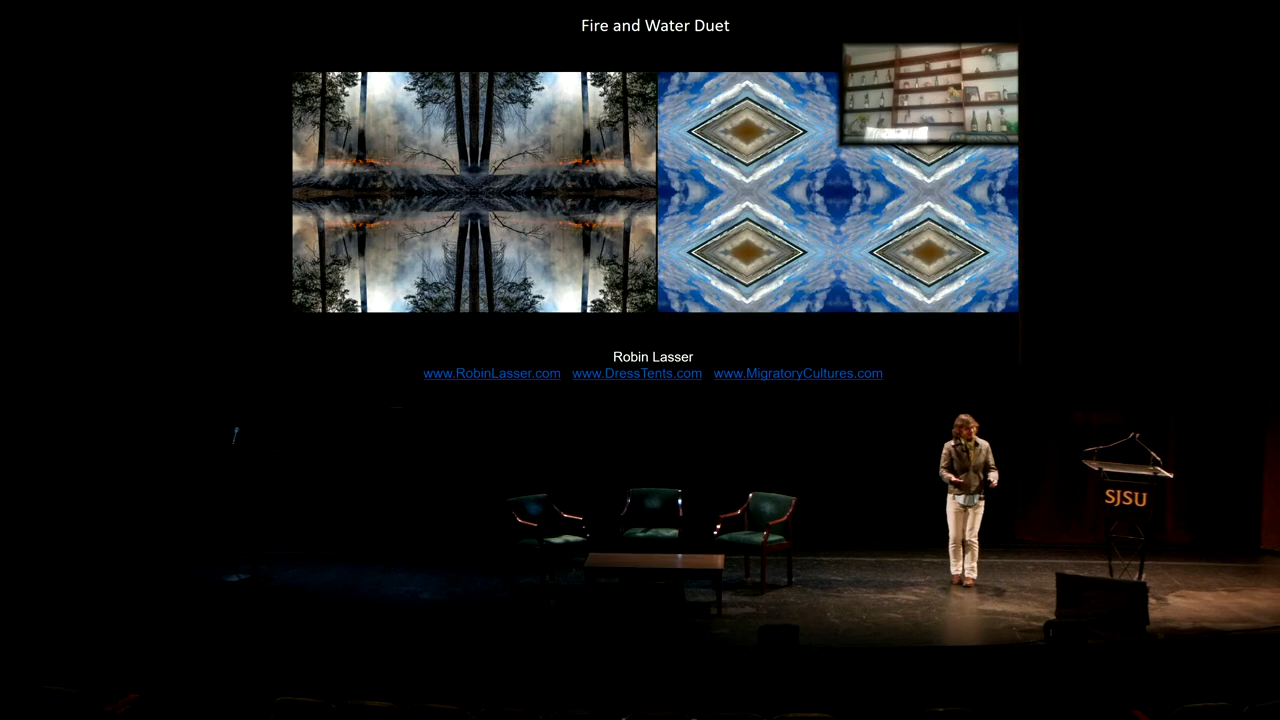 Fire and Water Duet
Robin Lasser
www.RobinLasser.com www.DressTents.com www.MigratoryCultures.com
SJSU